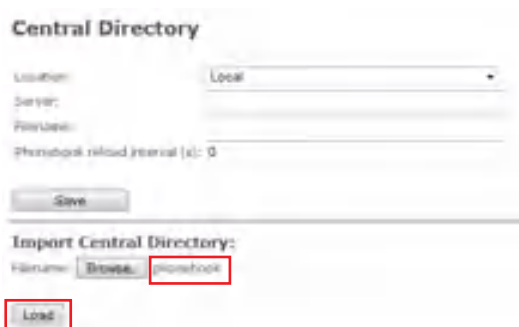 Central Directory
Location: Local
Server:
Filename:
Phonebook reload interval (s): 0
Save
Import Central Directory:
Filename: Browse... phonebook
Load